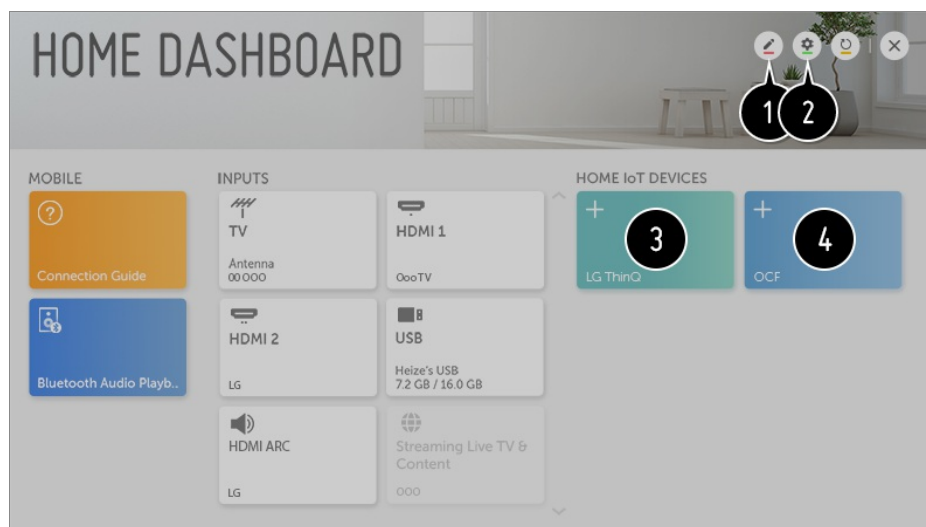 HOME DASHBOARD
1
2
MOBILE
INPUTS
HOME IoT DEVICES
?
Connection Guide
Bluetooth Audio Playb..
TV
Antenna
00 000
HDMI 1
OooTV
HDMI 2
LG
USB
Heize's USB
7.2 GB / 16.0 GB
HDMI ARC
LG
Streaming Live TV &
Content
000
+
3
LG ThinQ
+
4
OCF